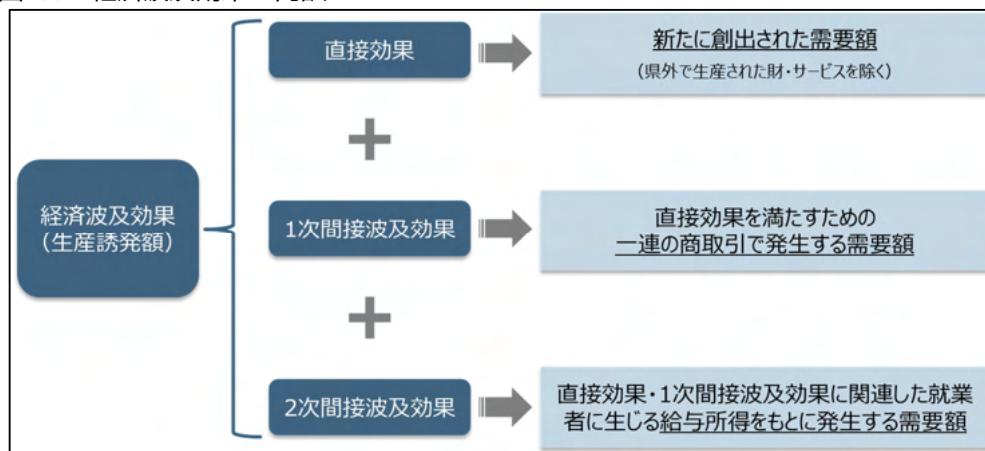 直接効果
新たに創出された需要額
(県外で生産された財・サービスを除く)
+
経済波及効果
(生産誘発額)
1次間接波及効果
直接効果を満たすための
一連の商取引で発生する需要額
+
2次間接波及効果
直接効果・1次間接波及効果に関連した就業
者に生じる給与所得をもとに発生する需要額